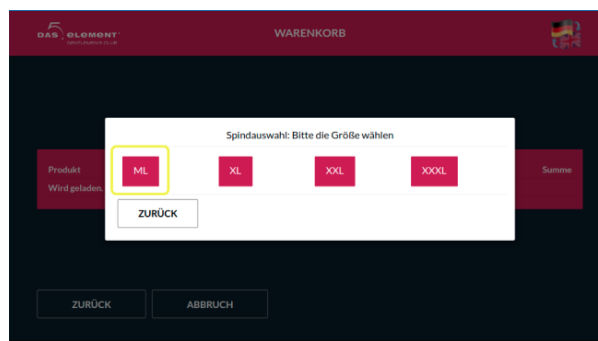 DAS 5 ELEMENT
WARENKORB
Spindauswahl: Bitte die Größe wählen
Produkt
Summe
ML
XL
XXL
XXXL
Wird geladen.
ZURÜCK
ZURÜCK
ABBRUCH